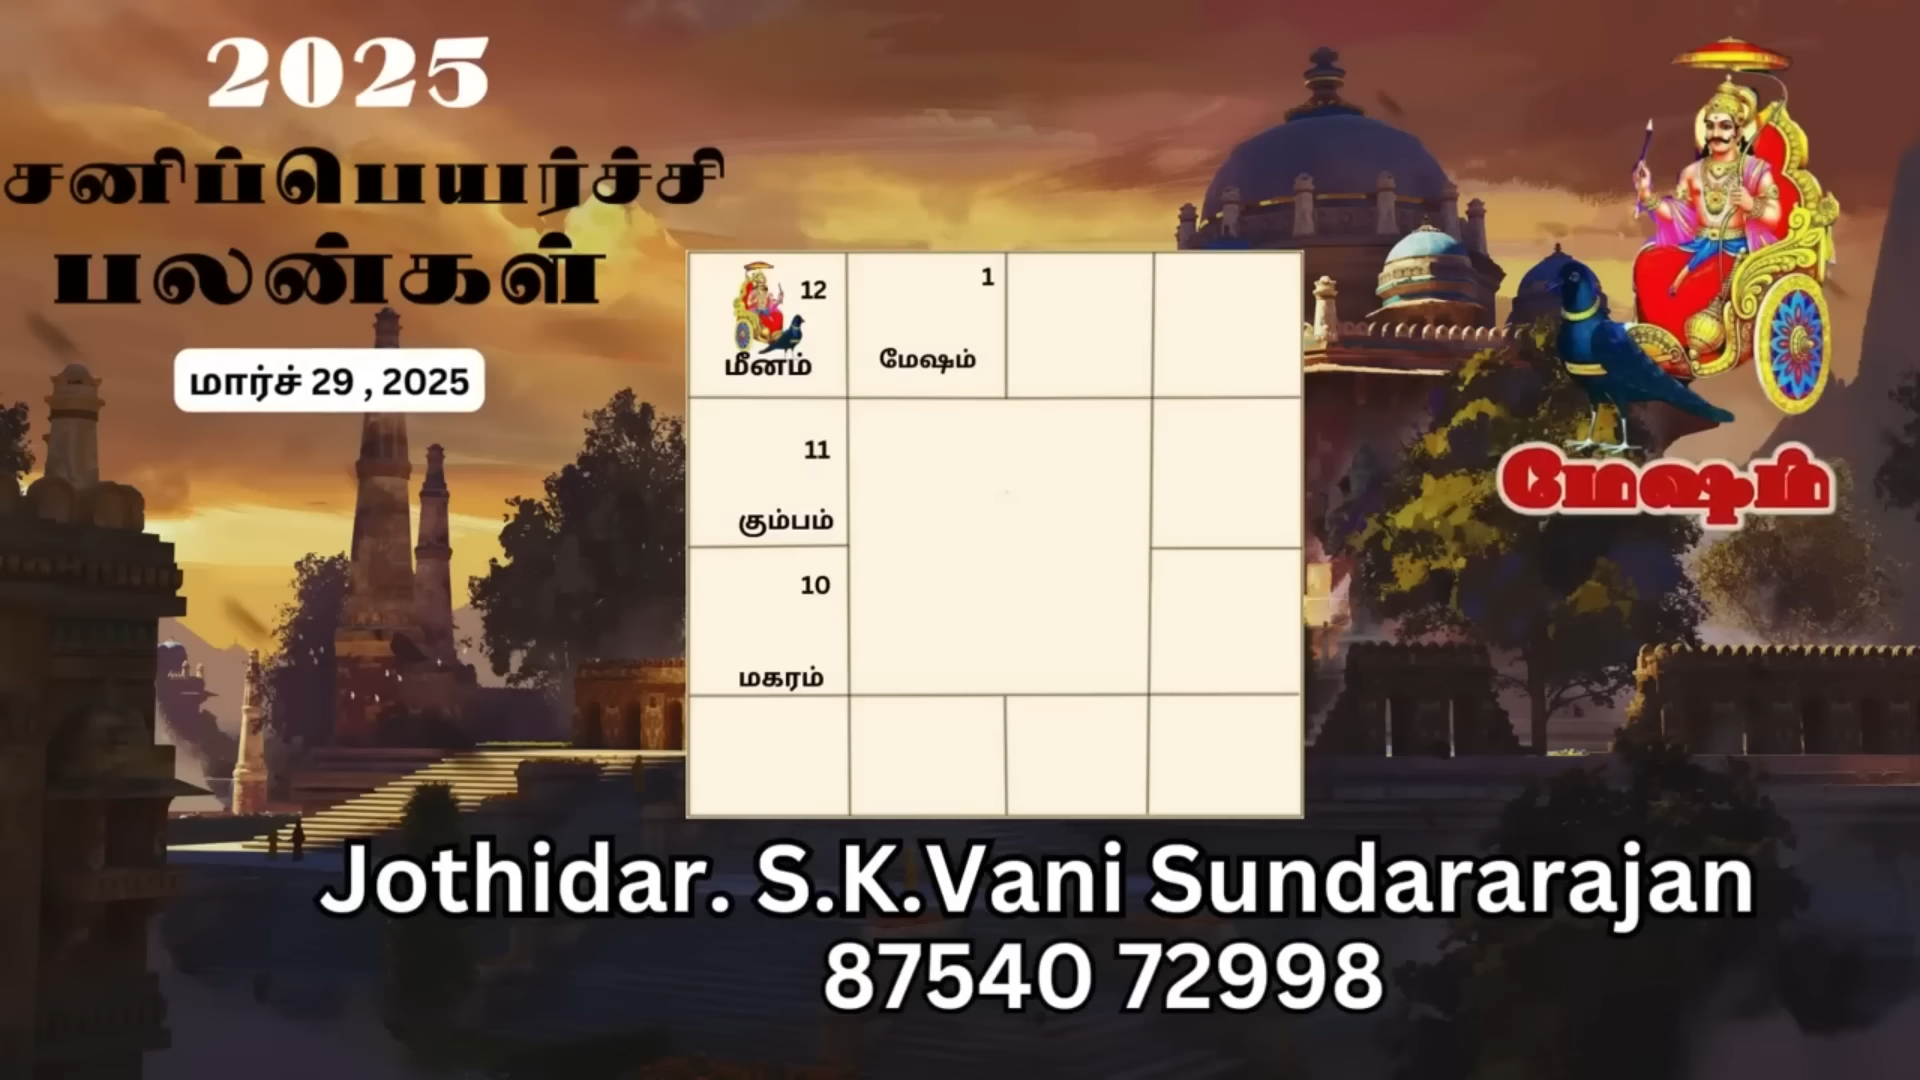 2025
சனிப்பெயர்ச்சி
பலன்கள்
மார்ச் 29 , 2025
12
மீனம்
1
மேஷம்
11
கும்பம்
10
மகரம்
மேஷம்
Jothidar. S.K.Vani Sundararajan
87540 72998